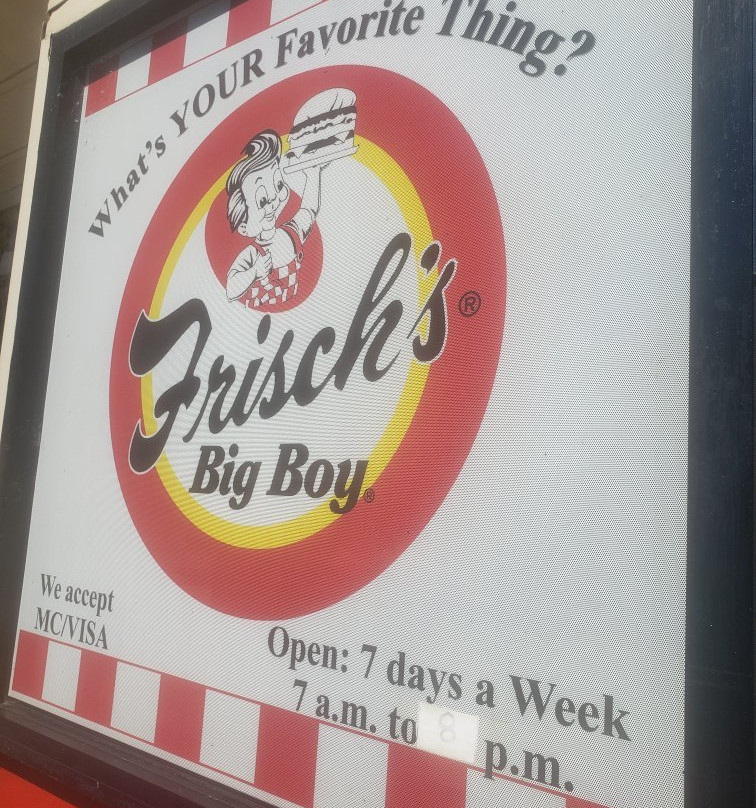 What's YOUR Favorite Thing?
Frisch's®
Big Boy®
We accept
MC/VISA
Open: 7 days a Week
7 a.m. to 8 p.m.